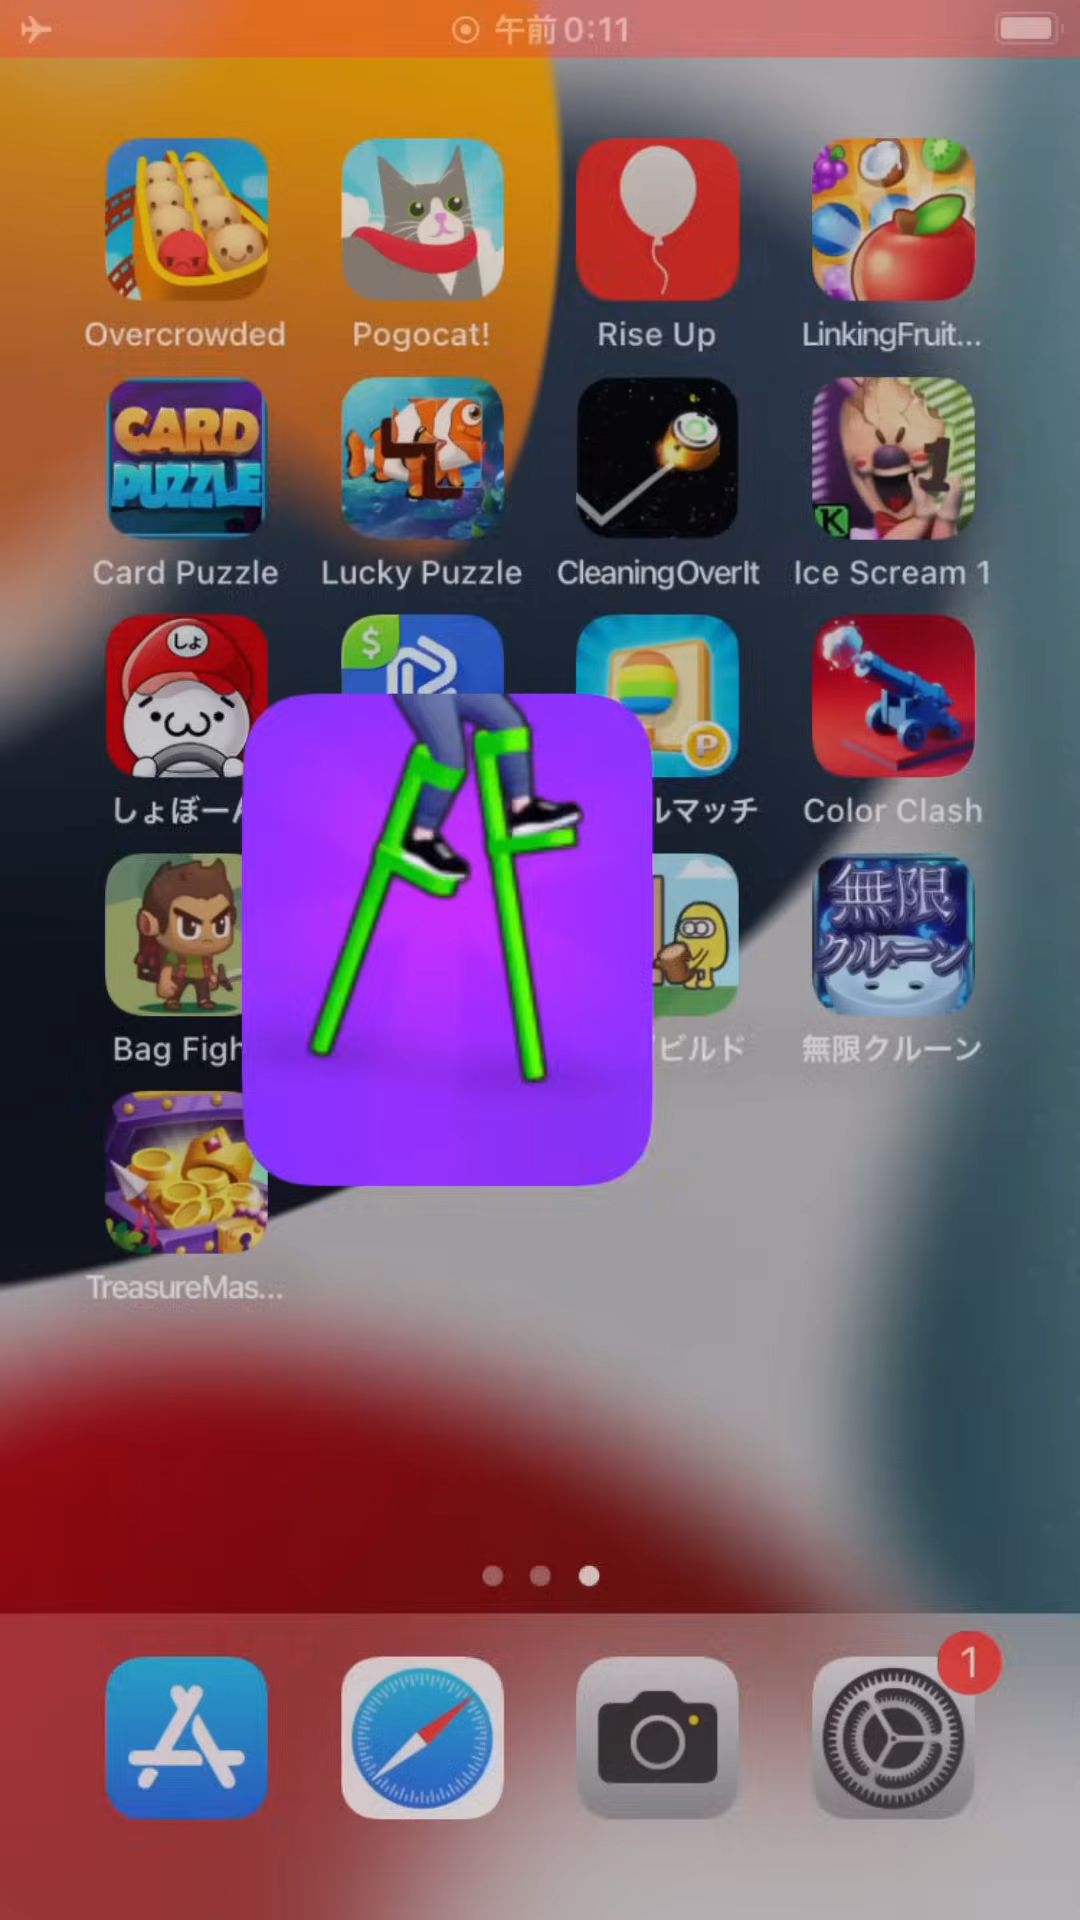 午前0:11
Overcrowded
Pogocat!
Rise Up
LinkingFruit...
CARD
PUZZLE
1
K
Card Puzzle
Lucky Puzzle
CleaningOverIt
Ice Scream 1
しょ
$
P
しょぼー
ルマッチ
Color Clash
無限
クルーン
Bag Figh
ビルド
無限クルーン
TreasureMas...
1